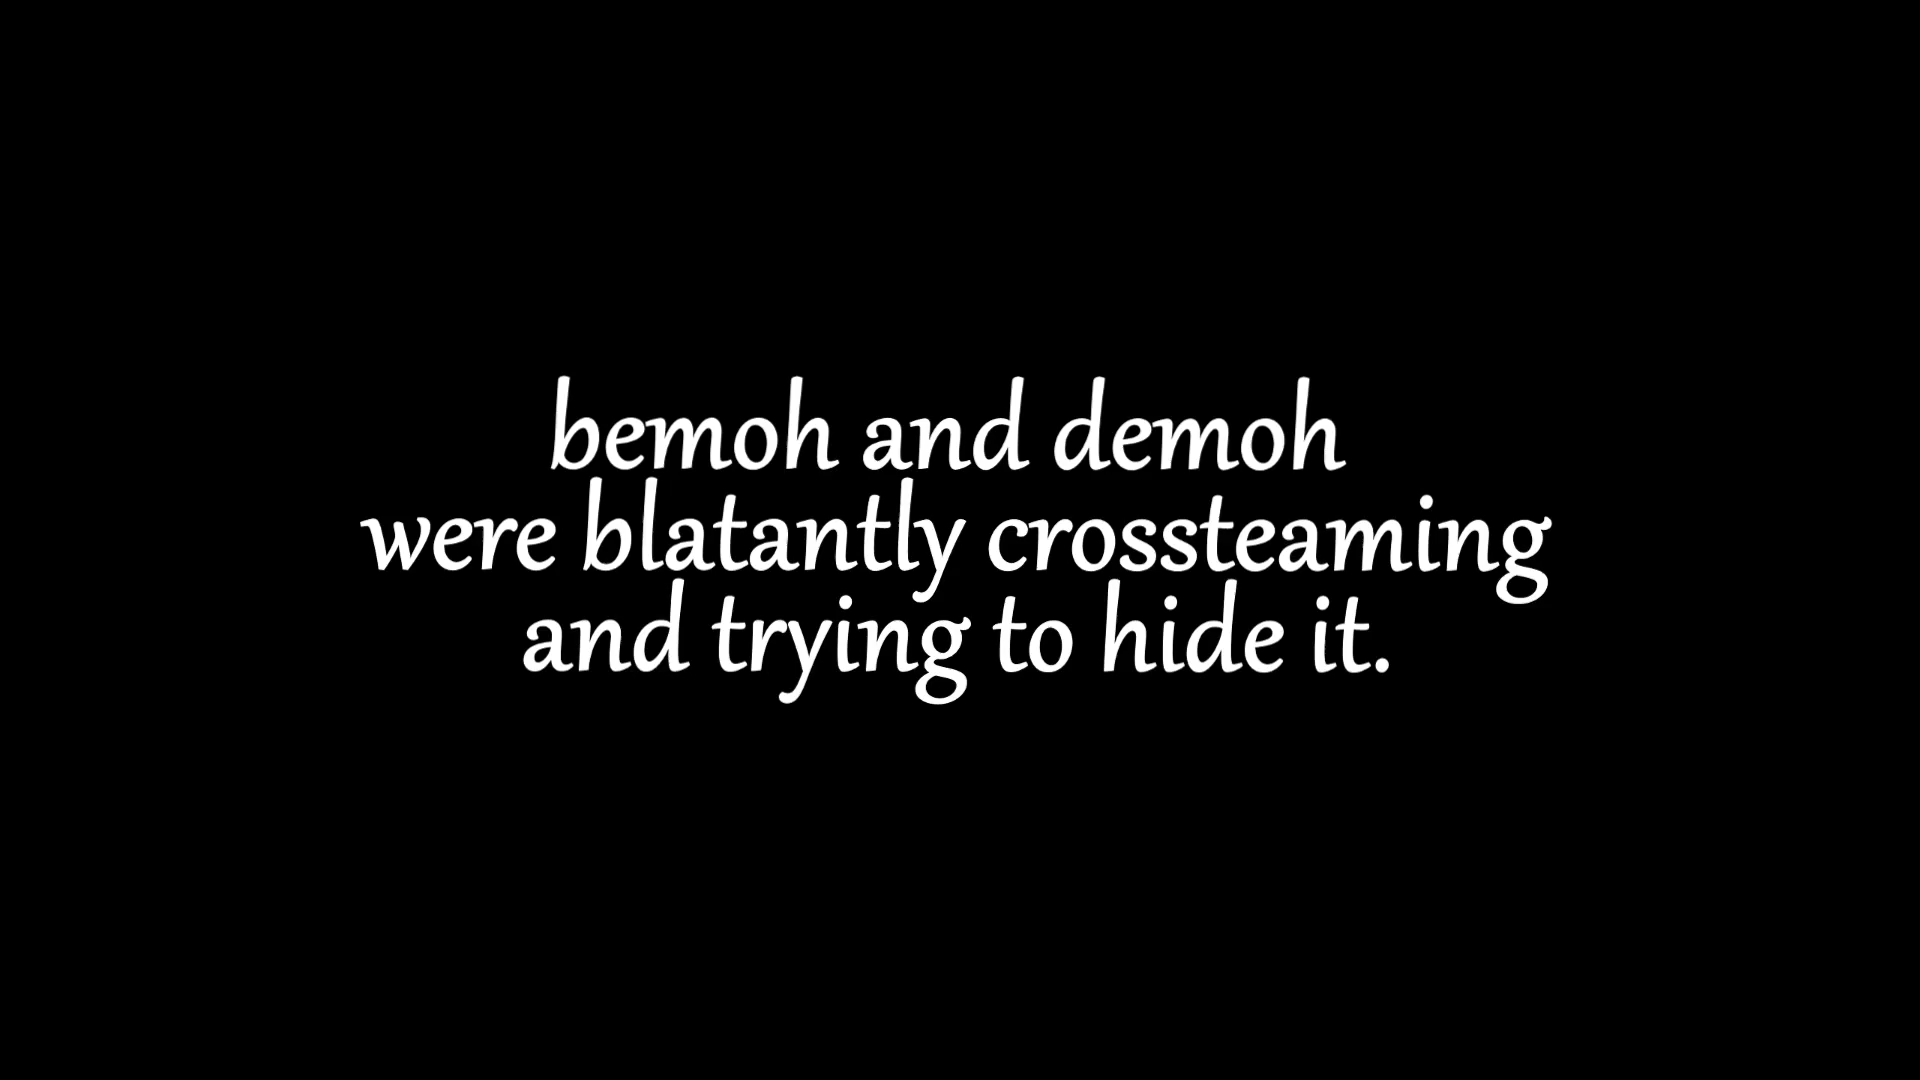 bemoh and demoh
were blatantly crossteaming
and trying to hide it.